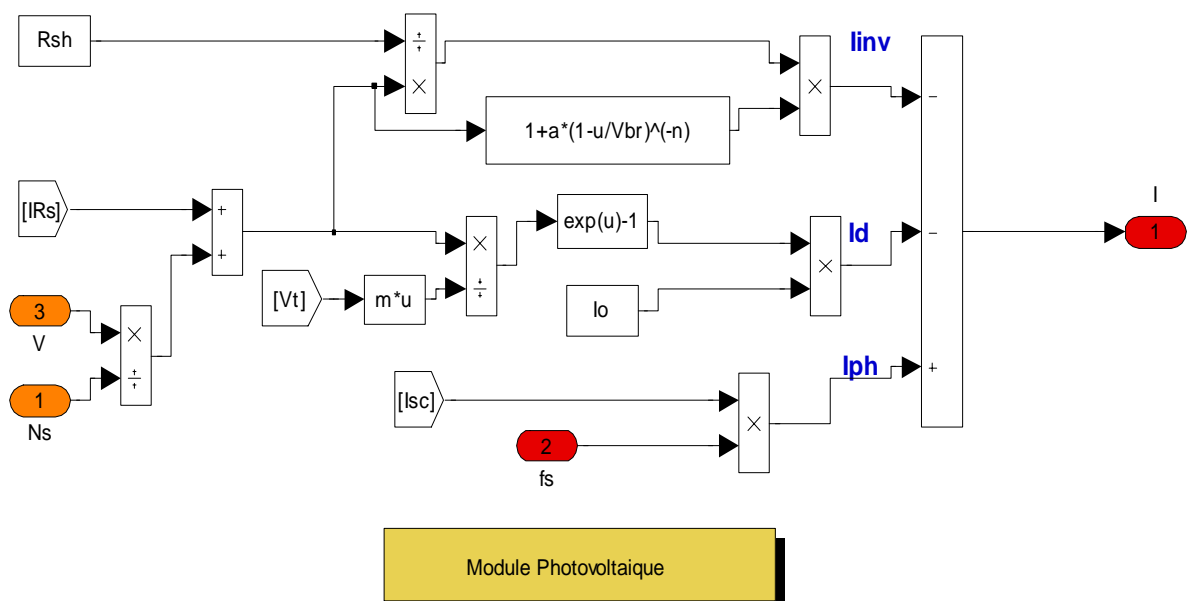 Rsh
÷
×
Iinv
×
−
1+a*(1-u/Vbr)^(-n)
[IRs]
+
+
exp(u)-1
×
÷
Id
×
−
I
1
[Vt]
m*u
Io
3
V
×
÷
1
Ns
Iph
+
[Isc]
×
2
fs
Module Photovoltaique